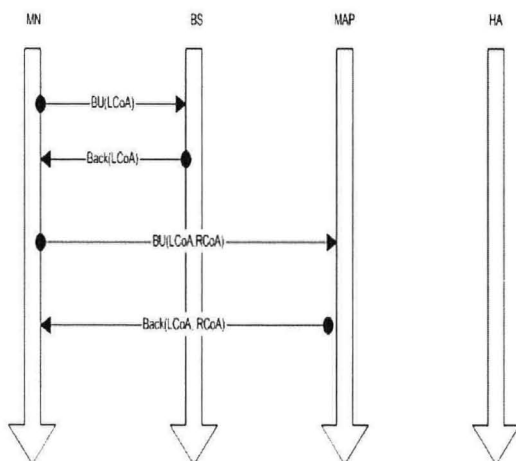 MN BS MAP HA
BU(LCoA)
Back(LCoA)
BU(LCoA,RCoA)
Back(LCoA, RCoA)